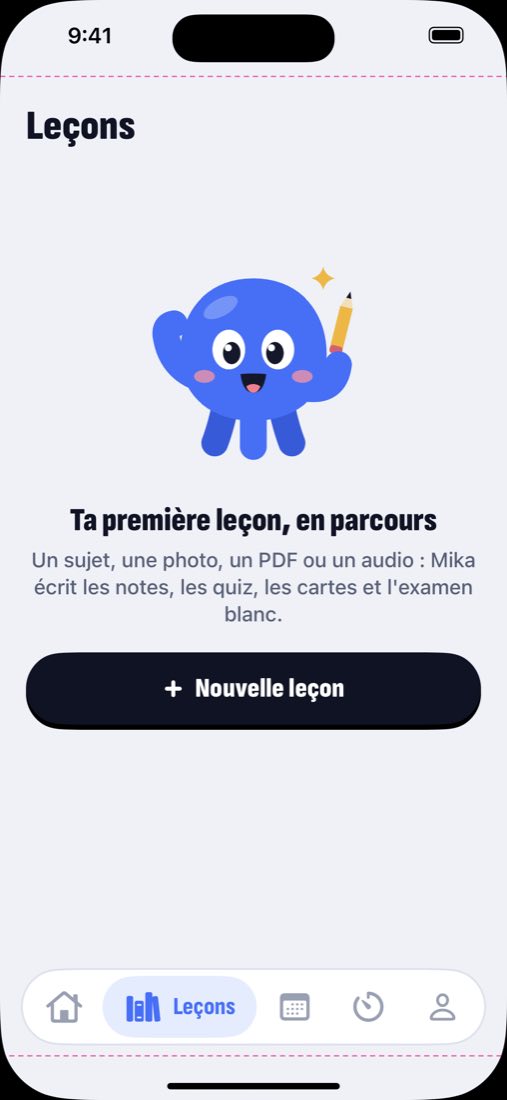 9:41
Leçons
Ta première leçon, en parcours
Un sujet, une photo, un PDF ou un audio : Mika
écrit les notes, les quiz, les cartes et l'examen
blanc.
+ Nouvelle leçon
Leçons